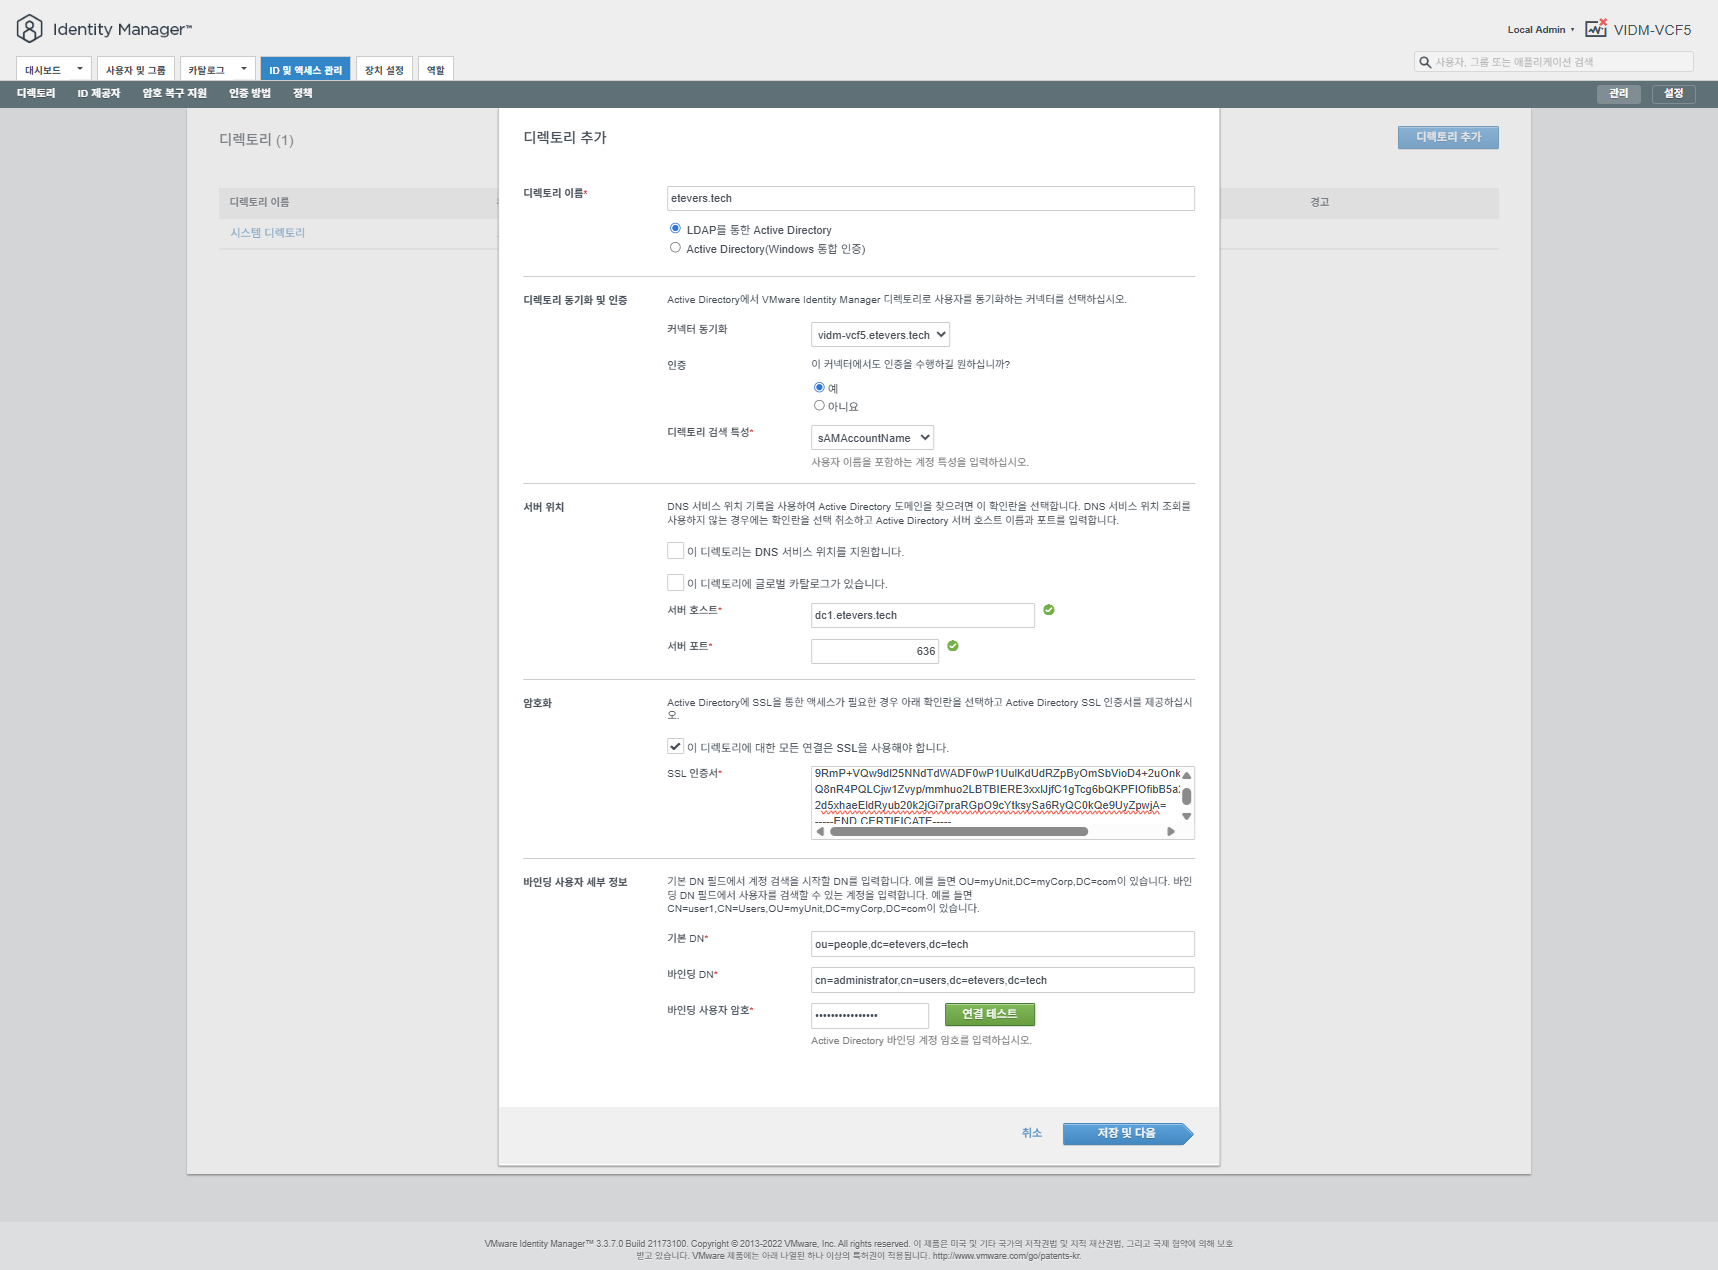 Identity Manager™
Local Admin
VIDM-VCF5
대시보드
사용자 및 그룹
카탈로그
ID 및 액세스 관리
장치 설정
역할
사용자, 그룹 또는 애플리케이션 검색
디렉토리
ID 제공자
암호 복구 지원
인증 방법
정책
관리
설정
디렉토리 (1)
디렉토리 추가
디렉토리 이름
경고
시스템 디렉토리
디렉토리 추가
디렉토리 이름*
etevers.tech
LDAP를 통한 Active Directory
Active Directory(Windows 통합 인증)
디렉토리 동기화 및 인증
Active Directory에서 VMware Identity Manager 디렉토리로 사용자를 동기화하는 커넥터를 선택하십시오.
커넥터 동기화
vidm-vcf5.etevers.tech
인증
이 커넥터에서도 인증을 수행하길 원하십니까?
예
아니요
디렉토리 검색 특성*
sAMAccountName
사용자 이름을 포함하는 계정 특성을 입력하십시오.
서버 위치
DNS 서비스 위치 기록을 사용하여 Active Directory 도메인을 찾으려면 이 확인란을 선택합니다. DNS 서비스 위치 조회를
사용하지 않는 경우에는 확인란을 선택 취소하고 Active Directory 서버 호스트 이름과 포트를 입력합니다.
이 디렉토리는 DNS 서비스 위치를 지원합니다.
이 디렉토리에 글로벌 카탈로그가 있습니다.
서버 호스트*
dc1.etevers.tech
서버 포트*
636
암호화
Active Directory에 SSL을 통한 액세스가 필요한 경우 아래 확인란을 선택하고 Active Directory SSL 인증서를 제공하십시
오.
이 디렉토리에 대한 모든 연결은 SSL을 사용해야 합니다.
SSL 인증서*
-----END CERTIFICATE-----
바인딩 사용자 세부 정보
기본 DN 필드에서 계정 검색을 시작할 DN를 입력합니다. 예를 들면 OU=myUnit,DC=myCorp,DC=com이 있습니다. 바인
딩 DN 필드에서 사용자를 검색할 수 있는 계정을 입력합니다. 예를 들면
CN=user1,CN=Users,OU=myUnit,DC=myCorp,DC=com이 있습니다.
기본 DN*
ou=people,dc=etevers,dc=tech
바인딩 DN*
cn=administrator,cn=users,dc=etevers,dc=tech
바인딩 사용자 암호*
연결 테스트
Active Directory 바인딩 계정 암호를 입력하십시오.
취소
저장 및 다음
VMware Identity Manager™ 3.3.7.0 Build 21173100. Copyright © 2013-2022 VMware, Inc. All rights reserved. 이 제품은 미국 및 기타 국가의 저작권법 및 지적 재산권법, 그리고 국제 협약에 의해 보호
받고 있습니다. VMware 제품에는 아래 나열된 하나 이상의 특허권이 적용됩니다. http://www.vmware.com/go/patents-kr.